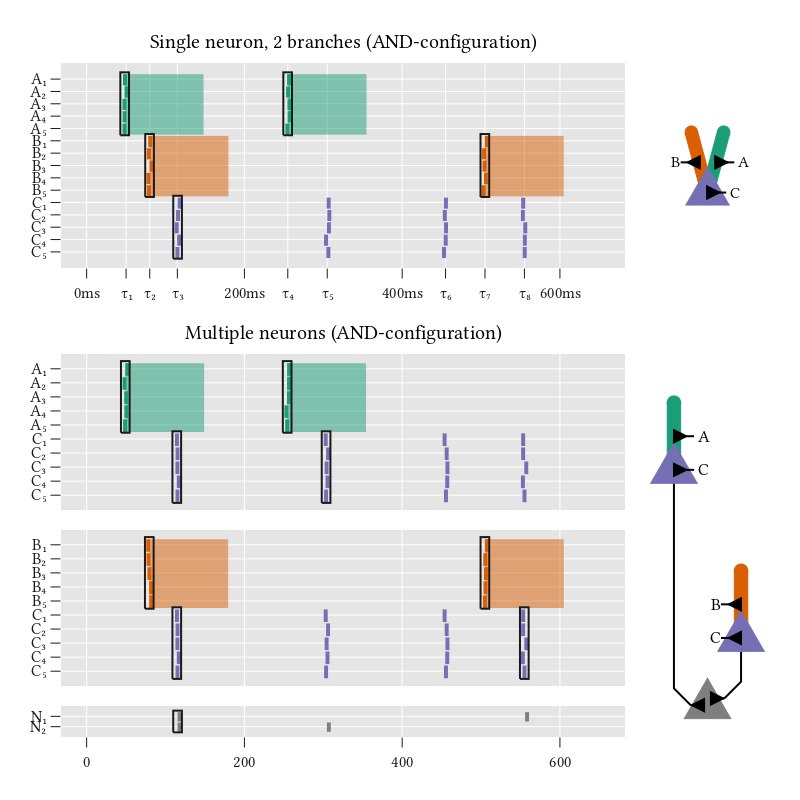 Single neuron, 2 branches (AND-configuration)
A₁
A₂
A₃
A₄
A₅
B₁
B₂
B₃
B₄
B₅
C₁
C₂
C₃
C₄
C₅
0ms τ₁ τ₂ τ₃ 200ms τ₄ τ₅ 400ms τ₆ τ₇ τ₈ 600ms
B A
C
Multiple neurons (AND-configuration)
A₁
A₂
A₃
A₄
A₅
C₁
C₂
C₃
C₄
C₅
B₁
B₂
B₃
B₄
B₅
C₁
C₂
C₃
C₄
C₅
N₁
N₂
0 200 400 600
A
C
B
C